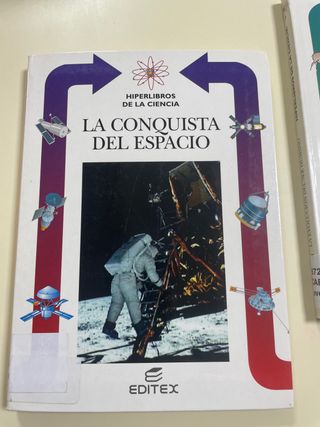 HIPERLIBROS
DE LA CIENCIA
LA CONQUISTA
DEL ESPACIO
EDITEX